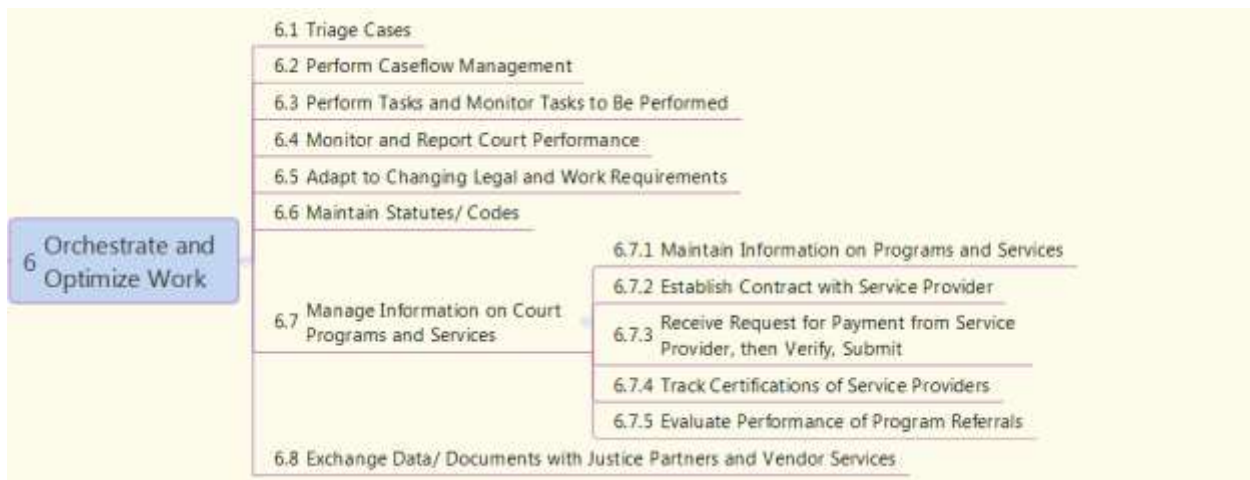 6.1 Triage Cases
6.2 Perform Caseflow Management
6.3 Perform Tasks and Monitor Tasks to Be Performed
6.4 Monitor and Report Court Performance
6.5 Adapt to Changing Legal and Work Requirements
6.6 Maintain Statutes/ Codes
6 Orchestrate and
Optimize Work
6.7 Manage Information on Court
Programs and Services
6.7.1 Maintain Information on Programs and Services
6.7.2 Establish Contract with Service Provider
6.7.3 Receive Request for Payment from Service
Provider, then Verify, Submit
6.7.4 Track Certifications of Service Providers
6.7.5 Evaluate Performance of Program Referrals
6.8 Exchange Data/ Documents with Justice Partners and Vendor Services